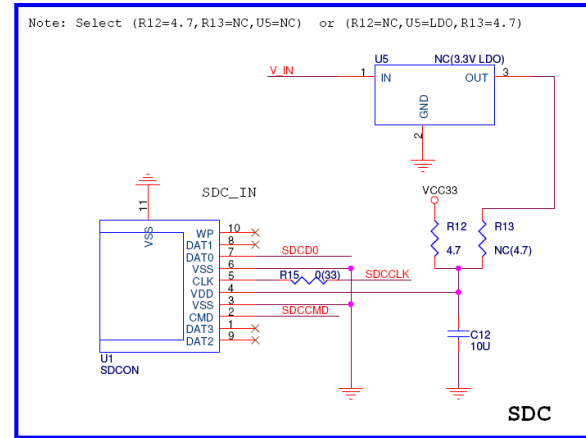 Note: Select (R12=4.7,R13=NC,U5=NC) or (R12=NC,U5=LDO,R13=4.7)
U5 NC(3.3V LDO)
V_IN 1 IN OUT 3
GND
2
11
VSS
SDC_IN
VCC33
R12 R13
4.7 NC(4.7)
WP 10
DAT1 8
DAT0 7 SDCD0
VSS 6
CLK 5 R15 0(33) SDCCLK
VDD 4
VSS 3
CMD 2 SDCCMD
DAT3 1
DAT2 9
C12
10U
U1
SDCON
SDC